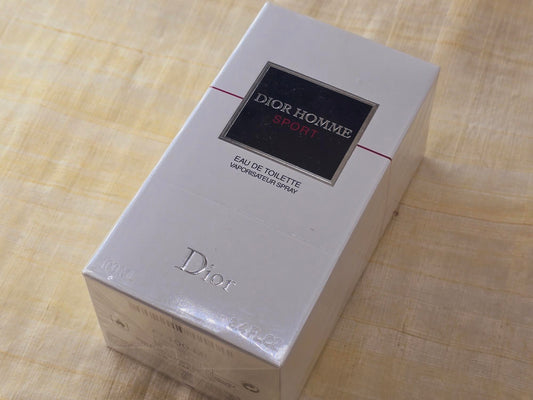 DIOR HOMME
SPORT
EAU DE TOILETTE
VAPORISATEUR SPRAY
Dior